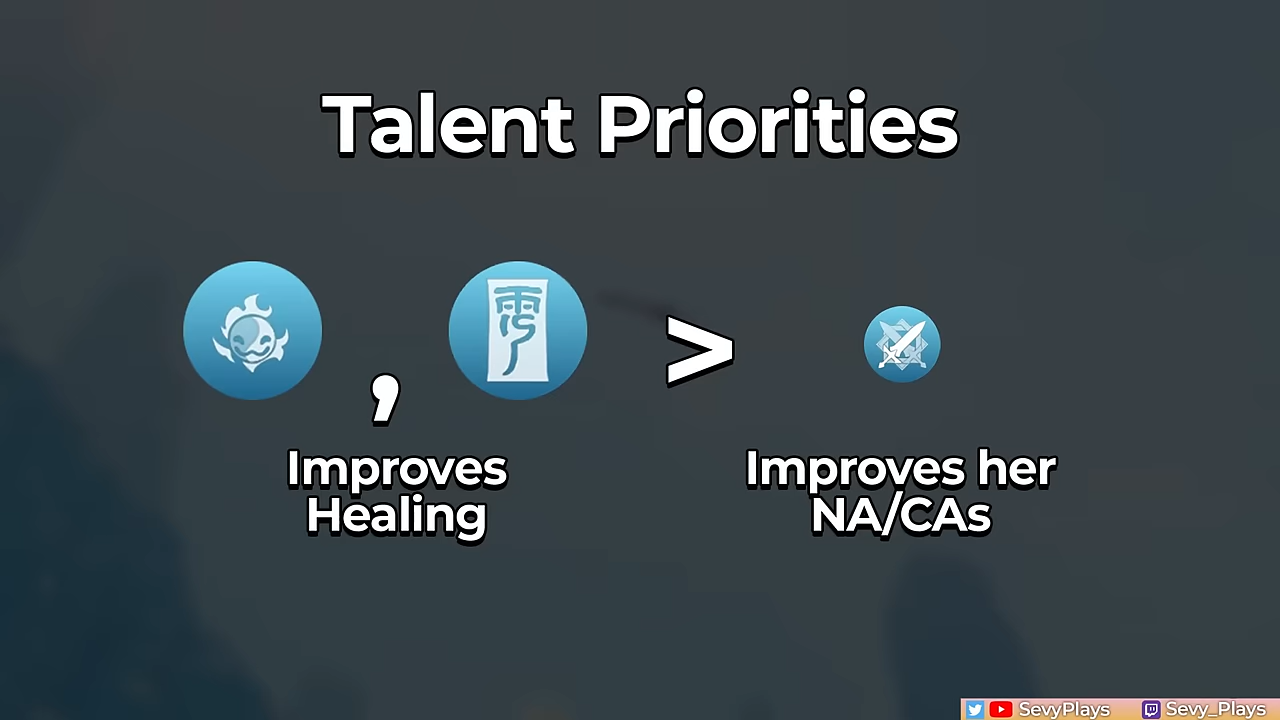 Talent Priorities
,
>
Improves
Healing
Improves her
NA/CAs
SevyPlays
Sevy_Plays